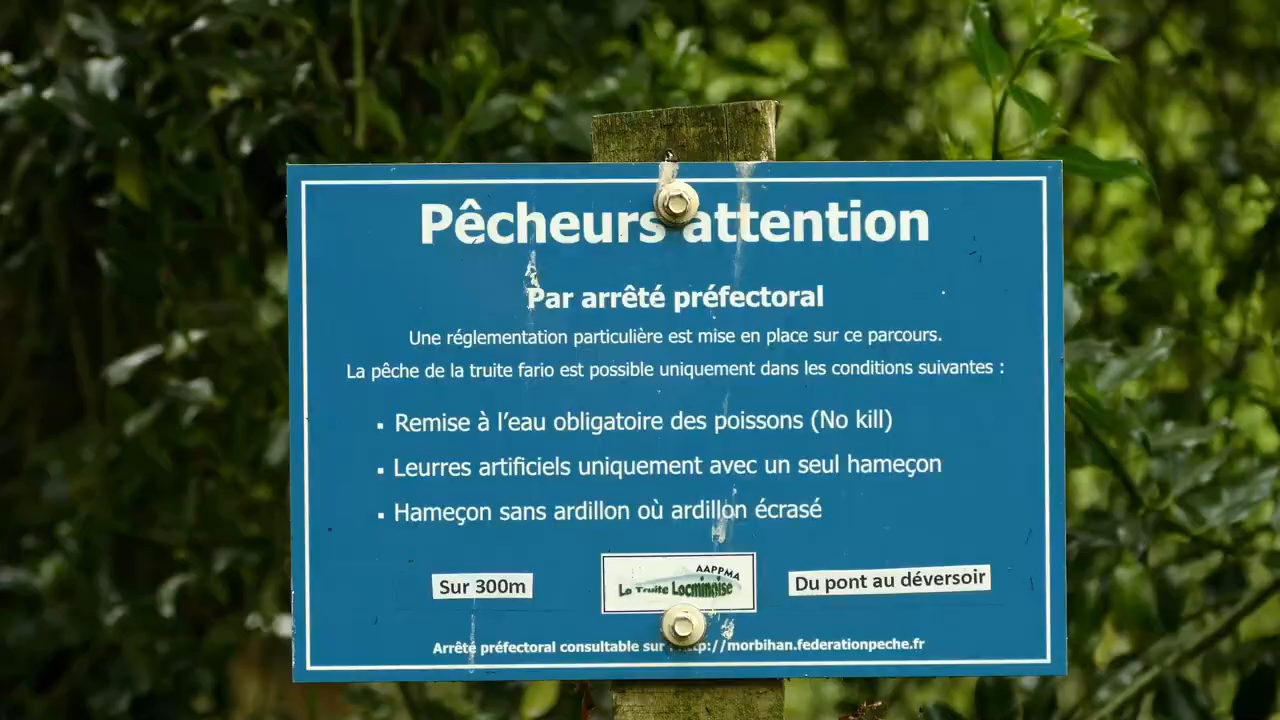 Pêcheurs attention
Par arrêté préfectoral
Une réglementation particulière est mise en place sur ce parcours.
La pêche de la truite fario est possible uniquement dans les conditions suivantes :
▪ Remise à l'eau obligatoire des poissons (No kill)
▪ Leurres artificiels uniquement avec un seul hameçon
▪ Hameçon sans ardillon où ardillon écrasé
Sur 300m
AAPPMA
La Truite Locminoise
Du pont au déversoir
Arrêté préfectoral consultable sur http://morbihan.federationpeche.fr